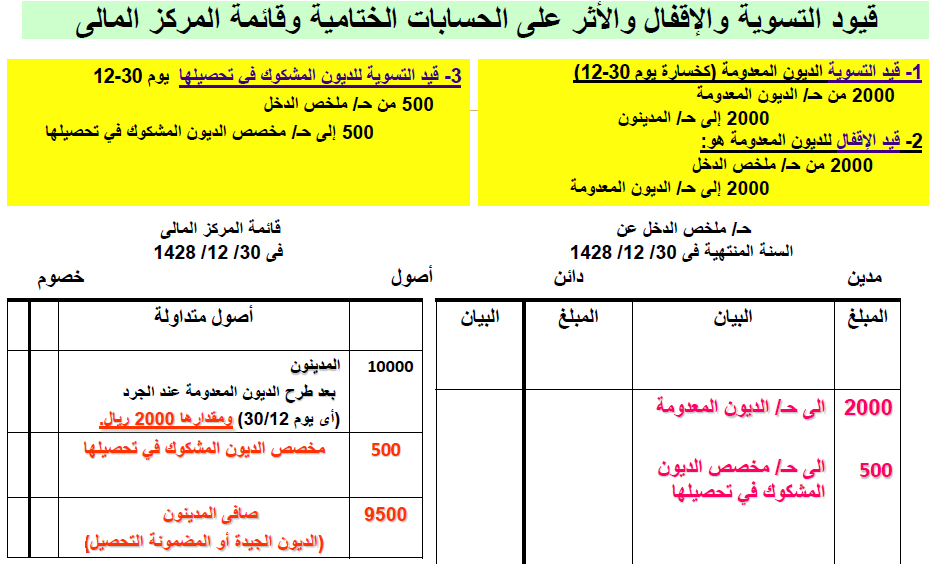 قيود التسوية والإقفال والأثر على الحسابات الختامية وقائمة المركز المالى
1- قيد التسوية الديون المعدومة (كخسارة يوم 30-12)
2000 من حـ/ الديون المعدومة
2000 إلى حـ/ المدينون
2- قيد الإقفال للديون المعدومة هو:
2000 من حـ/ ملخص الدخل
2000 إلى حـ/ الديون المعدومة
3- قيد التسوية للديون المشكوك في تحصيلها يوم 30-12
500 من حـ/ ملخص الدخل
500 إلى حـ/ مخصص الديون المشكوك في تحصيلها
حـ/ ملخص الدخل عن
السنة المنتهية فى 30/ 12/ 1428
مدين دائن
المبلغ البيان المبلغ البيان
2000 الى حـ/ الديون المعدومة
500 الى حـ/ مخصص الديون
المشكوك في تحصيلها
قائمة المركز المالى
فى 30/ 12/ 1428
أصول خصوم
أصول متداولة
10000 المدينون
بعد طرح الديون المعدومة عند الجرد
(أى يوم 30/12) ومقدارها 2000 ريال.
500 مخصص الديون المشكوك في تحصيلها
9500 صافى المدينون
(الديون الجيدة أو المضمونة التحصيل)